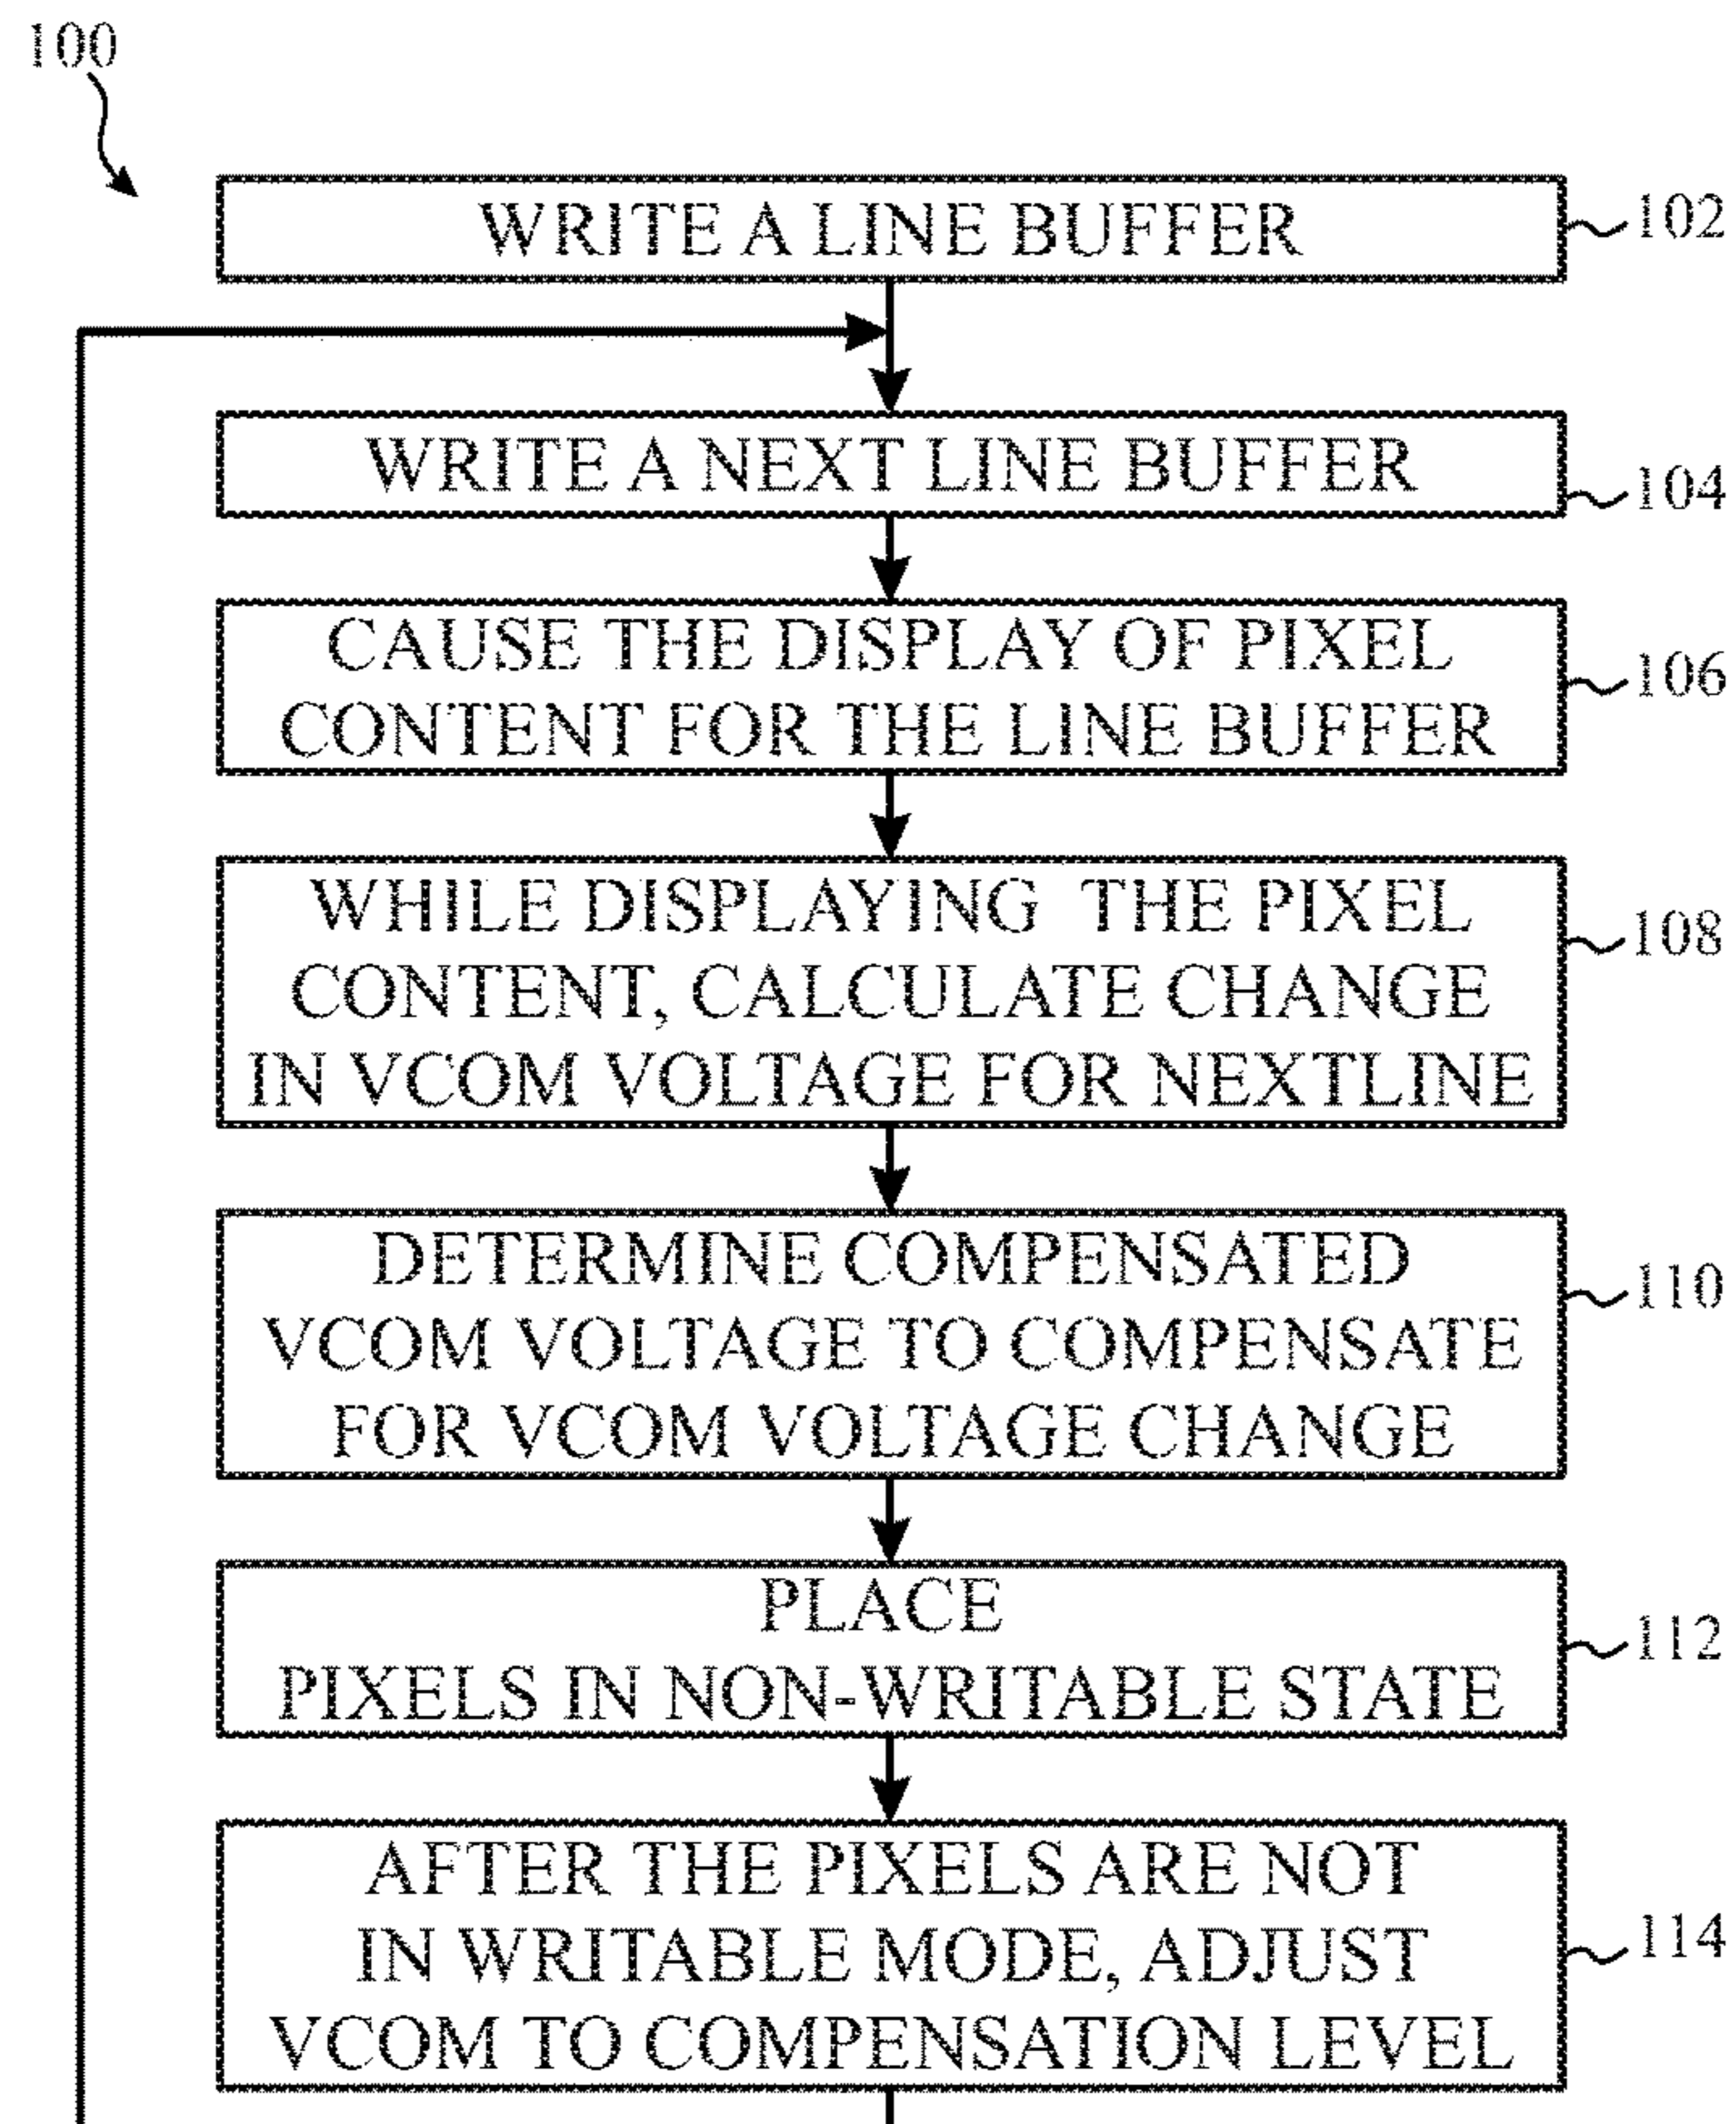 100
WRITE A LINE BUFFER
102
WRITE A NEXT LINE BUFFER
104
CAUSE THE DISPLAY OF PIXEL
CONTENT FOR THE LINE BUFFER
106
WHILE DISPLAYING THE PIXEL
CONTENT, CALCULATE CHANGE
IN VCOM VOLTAGE FOR NEXTLINE
108
DETERMINE COMPENSATED
VCOM VOLTAGE TO COMPENSATE
FOR VCOM VOLTAGE CHANGE
110
PLACE
PIXELS IN NON-WRITABLE STATE
112
AFTER THE PIXELS ARE NOT
IN WRITABLE MODE, ADJUST
VCOM TO COMPENSATION LEVEL
114